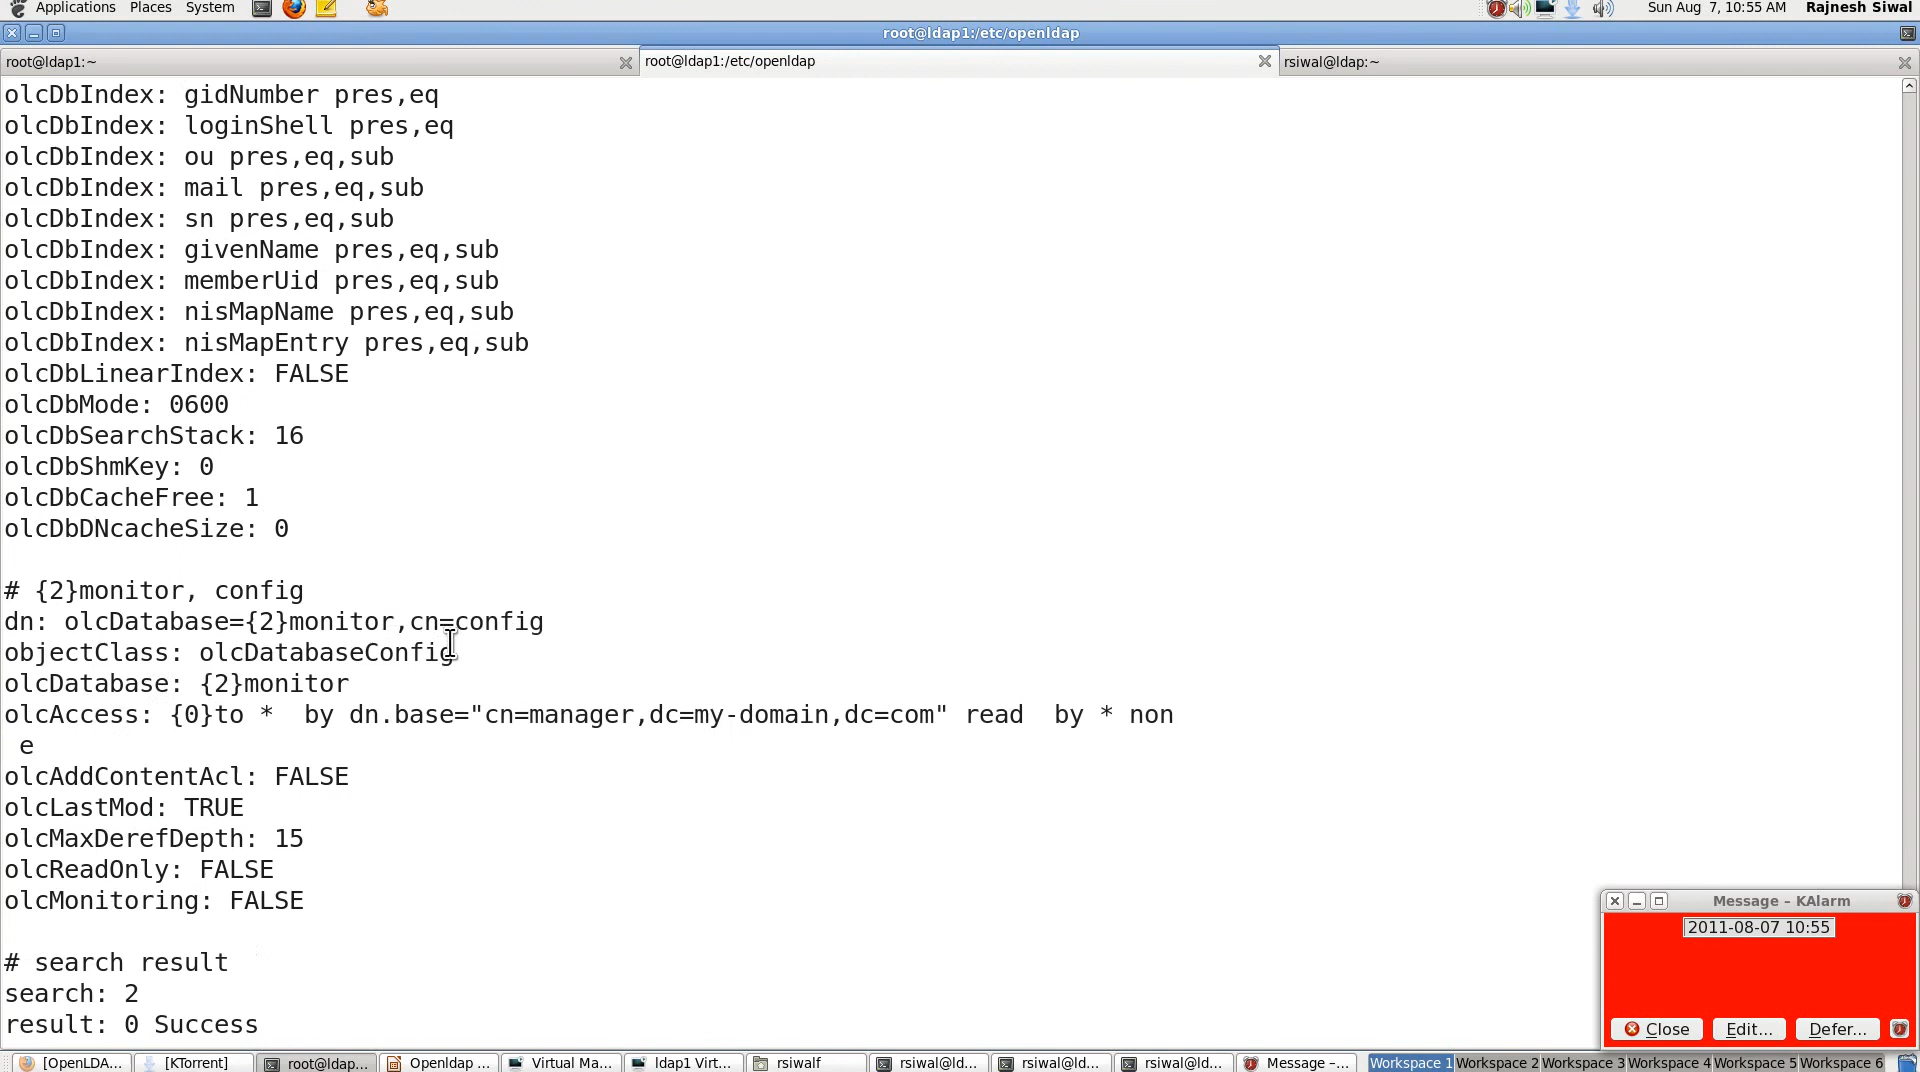 Applications Places System
Sun Aug 7, 10:55 AM Rajnesh Siwal
root@ldap1:/etc/openldap
root@ldap1:~
root@ldap1:/etc/openldap
rsiwal@ldap:~
olcDbIndex: gidNumber pres,eq
olcDbIndex: loginShell pres,eq
olcDbIndex: ou pres,eq,sub
olcDbIndex: mail pres,eq,sub
olcDbIndex: sn pres,eq,sub
olcDbIndex: givenName pres,eq,sub
olcDbIndex: memberUid pres,eq,sub
olcDbIndex: nisMapName pres,eq,sub
olcDbIndex: nisMapEntry pres,eq,sub
olcDbLinearIndex: FALSE
olcDbMode: 0600
olcDbSearchStack: 16
olcDbShmKey: 0
olcDbCacheFree: 1
olcDbDNcacheSize: 0
# {2}monitor, config
dn: olcDatabase={2}monitor,cn=config
objectClass: olcDatabaseConfig
olcDatabase: {2}monitor
olcAccess: {0}to *  by dn.base="cn=manager,dc=my-domain,dc=com" read  by * non
 e
olcAddContentAcl: FALSE
olcLastMod: TRUE
olcMaxDerefDepth: 15
olcReadOnly: FALSE
olcMonitoring: FALSE
# search result
search: 2
result: 0 Success
Message – KAlarm
2011-08-07 10:55
Close Edit... Defer...
[OpenLDA... [KTorrent] root@ldap... Openldap ... Virtual Ma... ldap1 Virt... rsiwalf rsiwal@ld... rsiwal@ld... rsiwal@ld... Message –... Workspace 1 Workspace 2 Workspace 3 Workspace 4 Workspace 5 Workspace 6